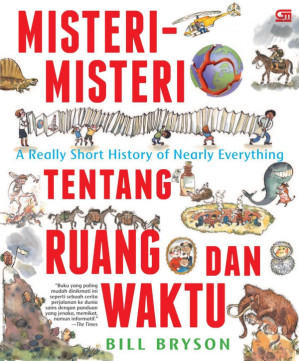 MISTERI-
MISTERI
A Really Short History of Nearly Everything
TENTANG
RUANG DAN
WAKTU
"Buku yang paling
mudah dinikmati ini
seperti sebuah cerita
perjalanan ke dunia
sains dengan panduan
yang jenaka, memikat,
namun informatif."
—The Times
BILL BRYSON